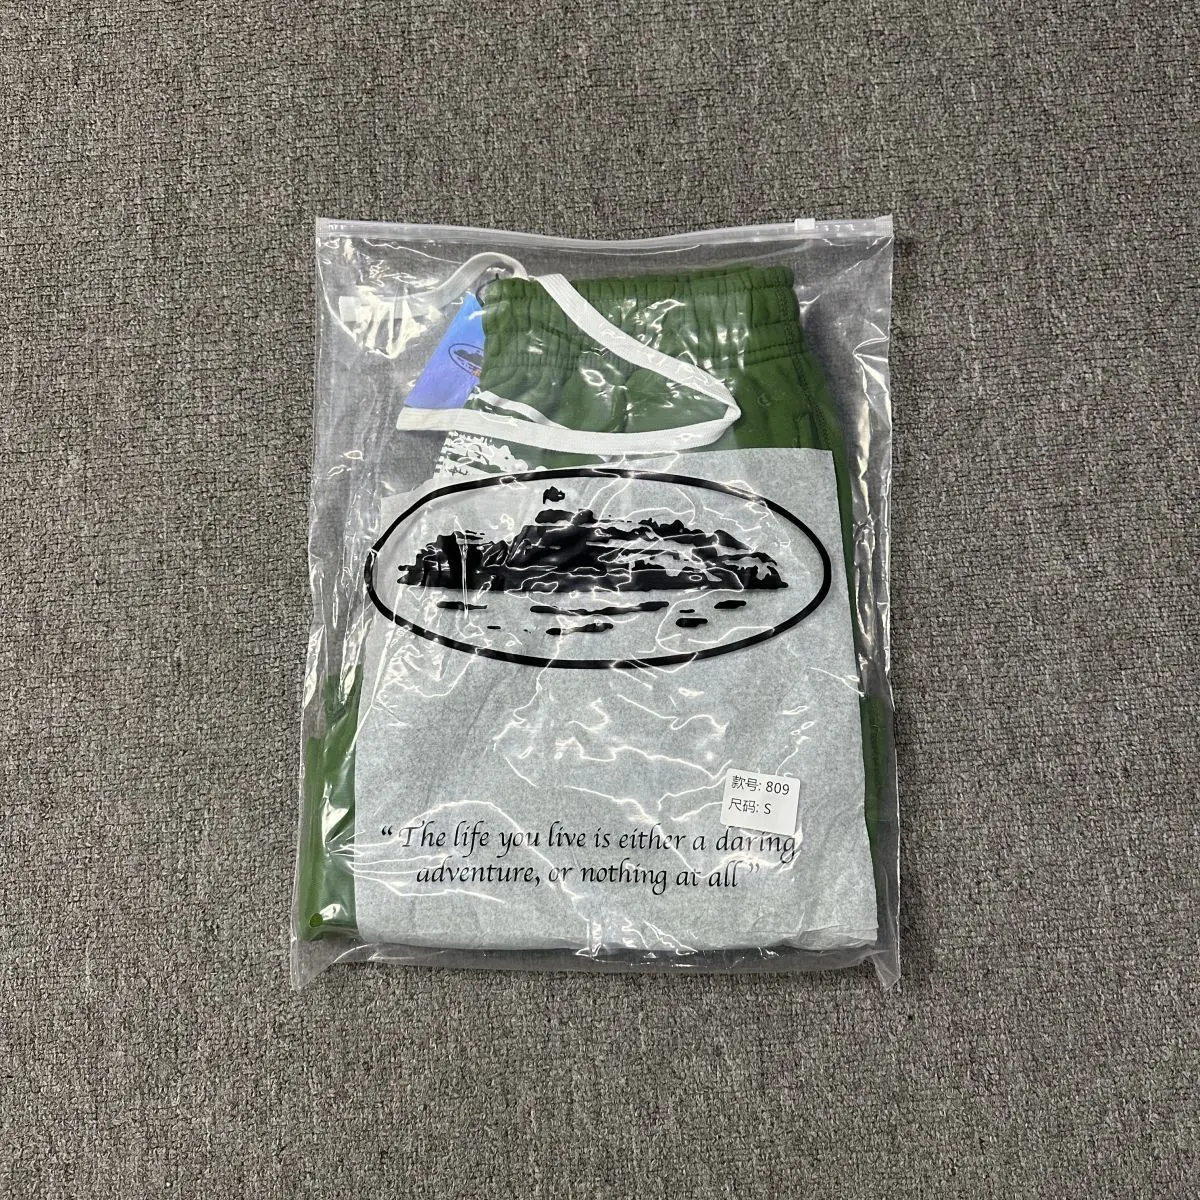 款号: 809
尺码: S
“ The life you live is either a daring
adventure, or nothing at all ”